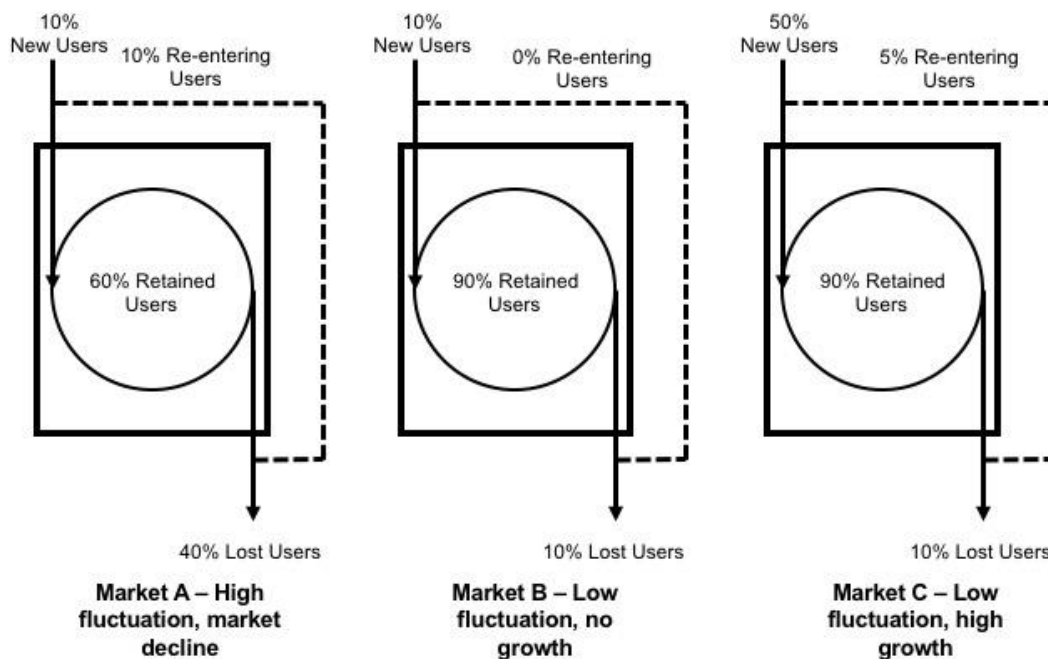 10%
New Users
10% Re-entering
Users
60% Retained
Users
40% Lost Users
Market A – High
fluctuation, market
decline
10%
New Users
0% Re-entering
Users
90% Retained
Users
10% Lost Users
Market B – Low
fluctuation, no
growth
50%
New Users
5% Re-entering
Users
90% Retained
Users
10% Lost Users
Market C – Low
fluctuation, high
growth